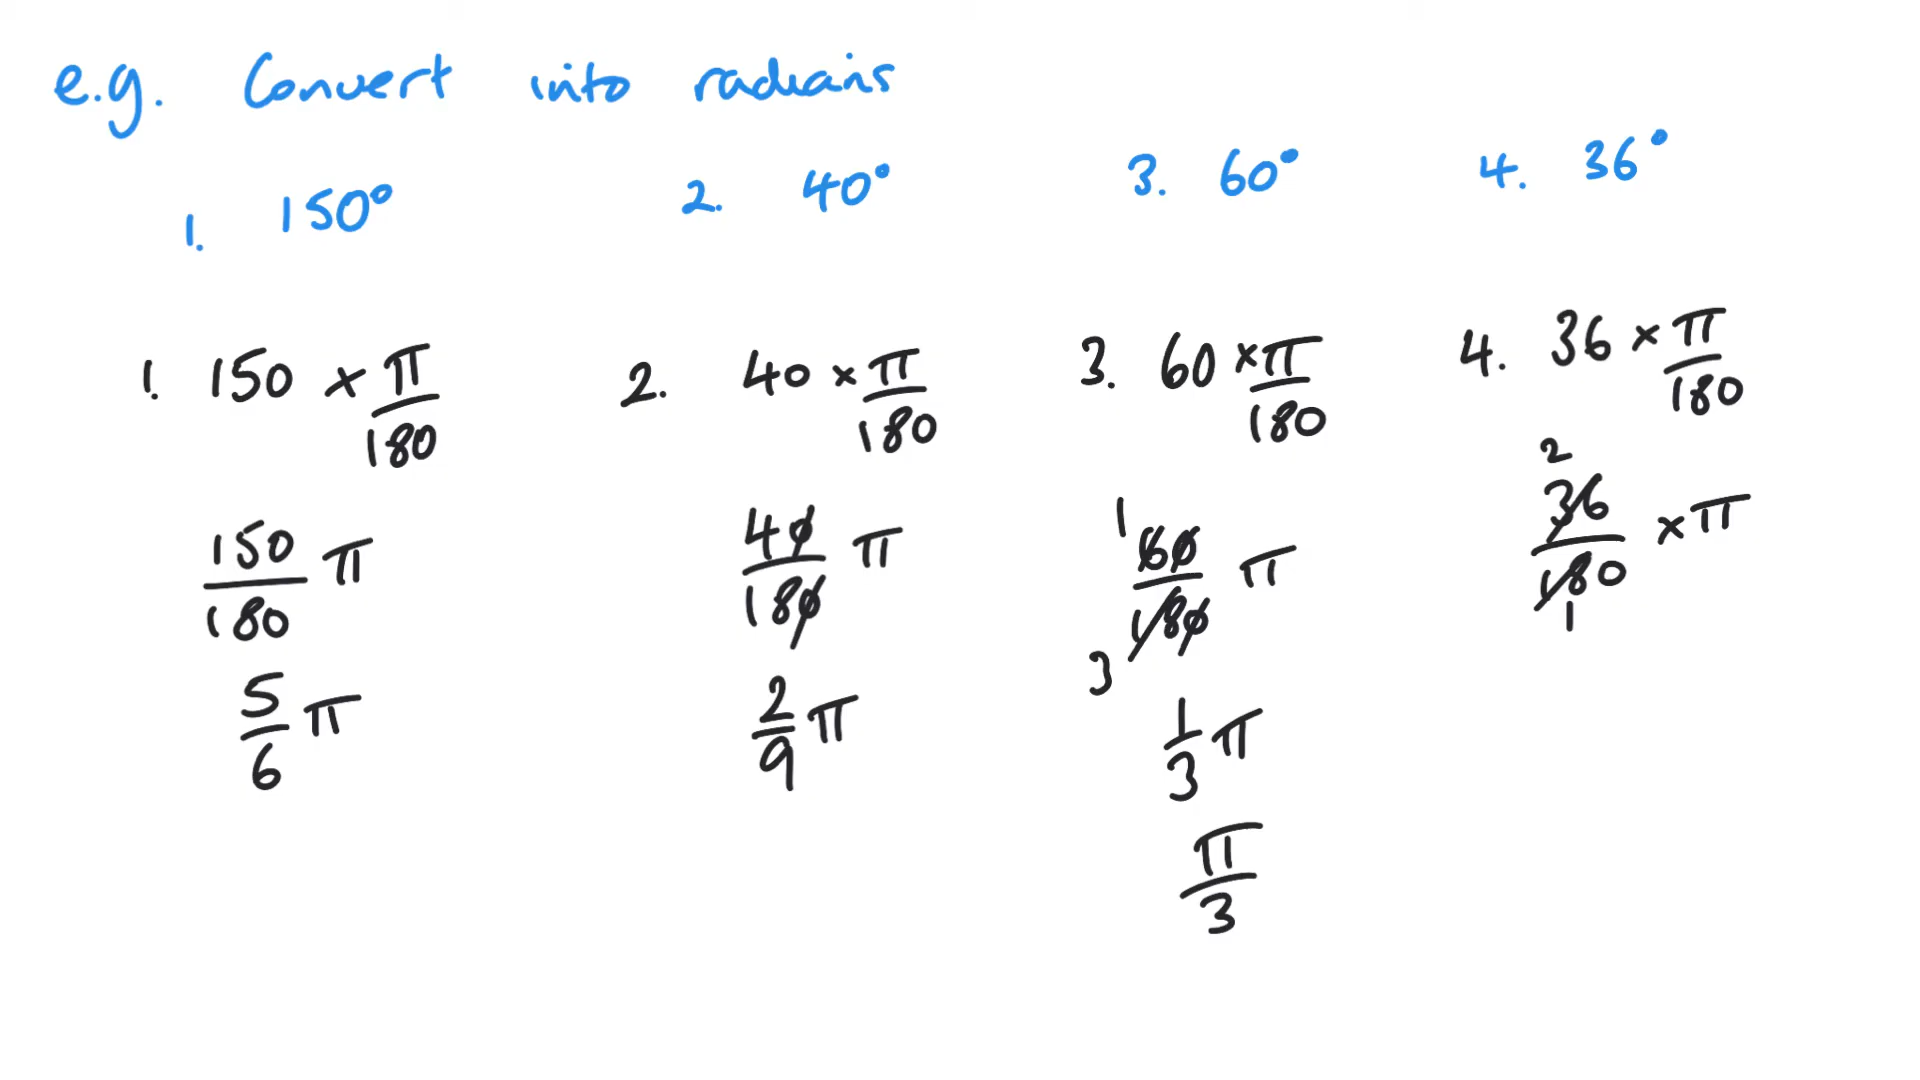 e.g. Convert into radians
1. 150°
2. 40°
3. 60°
4. 36°
1. 150 × π/180
150/180 π
5/6 π
2. 40 × π/180
40/180 π
2/9 π
3. 60 × π/180
1
60/180 π
3
1/3 π
π/3
4. 36 × π/180
2
36/180 × π
1